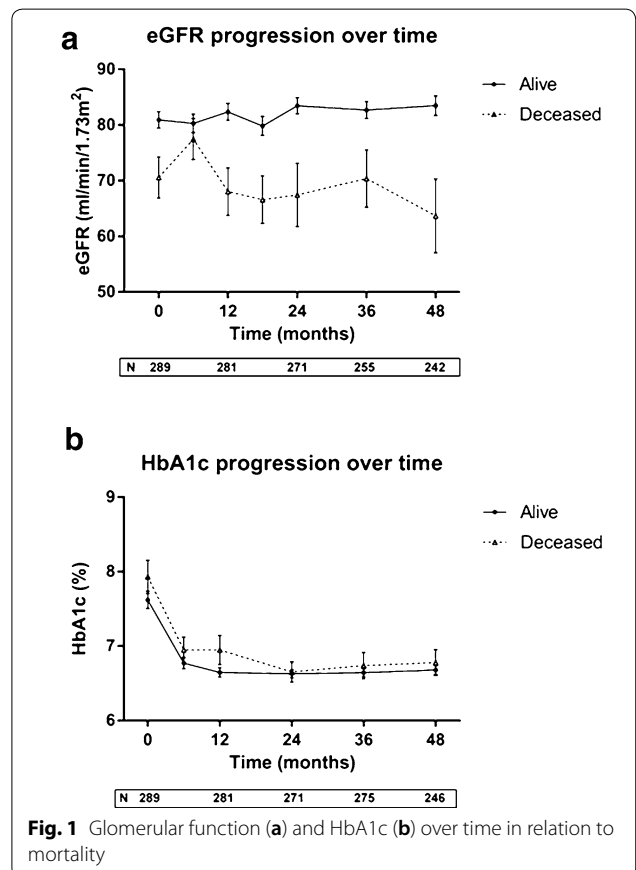 a
eGFR progression over time
90
80
70
60
50
eGFR (ml/min/1.73m²)
Alive
Deceased
0 12 24 36 48
Time (months)
N 289 281 271 255 242
b
HbA1c progression over time
9
8
7
6
HbA1c (%)
Alive
Deceased
0 12 24 36 48
Time (months)
N 289 281 271 275 246
Fig. 1 Glomerular function (a) and HbA1c (b) over time in relation to
mortality